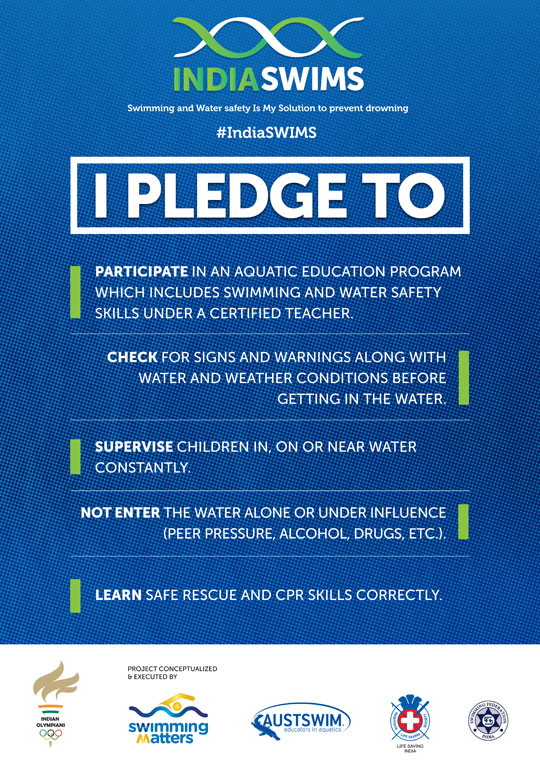 INDIASWIMS
Swimming and Water safety Is My Solution to prevent drowning
#IndiaSWIMS
I PLEDGE TO
PARTICIPATE IN AN AQUATIC EDUCATION PROGRAM
WHICH INCLUDES SWIMMING AND WATER SAFETY
SKILLS UNDER A CERTIFIED TEACHER.
CHECK FOR SIGNS AND WARNINGS ALONG WITH
WATER AND WEATHER CONDITIONS BEFORE
GETTING IN THE WATER.
SUPERVISE CHILDREN IN, ON OR NEAR WATER
CONSTANTLY.
NOT ENTER THE WATER ALONE OR UNDER INFLUENCE
(PEER PRESSURE, ALCOHOL, DRUGS, ETC.).
LEARN SAFE RESCUE AND CPR SKILLS CORRECTLY.
INDIAN
OLYMPIANS
PROJECT CONCEPTUALIZED
& EXECUTED BY
swimming
Matters
AUSTSWIM
educators in aquatics
LIFE SAVING
INDIA
SWIMMING FEDERATION
INDIA